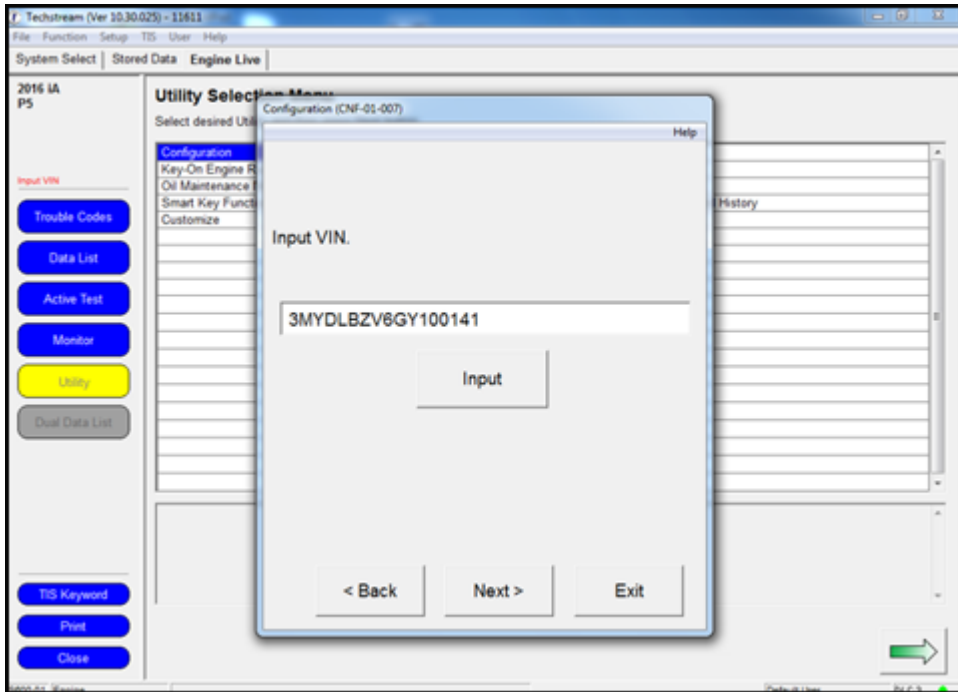 Techstream (Ver 10.30.025) - 11611
File Function Setup TIS User Help
System Select Stored Data Engine Live
2016 iA
P5
Input VIN
Trouble Codes
Data List
Active Test
Monitor
Utility
Dual Data List
TIS Keyword
Print
Close
Utility Selection Menu
Select desired
Configuration
Key-On Engine
Oil Maintenance
Smart Key
History
Customize
Configuration (CNF-01-007)
Help
Input VIN.
3MYDLBZV6GY100141
Input
< Back Next > Exit
Default User
DLC 3